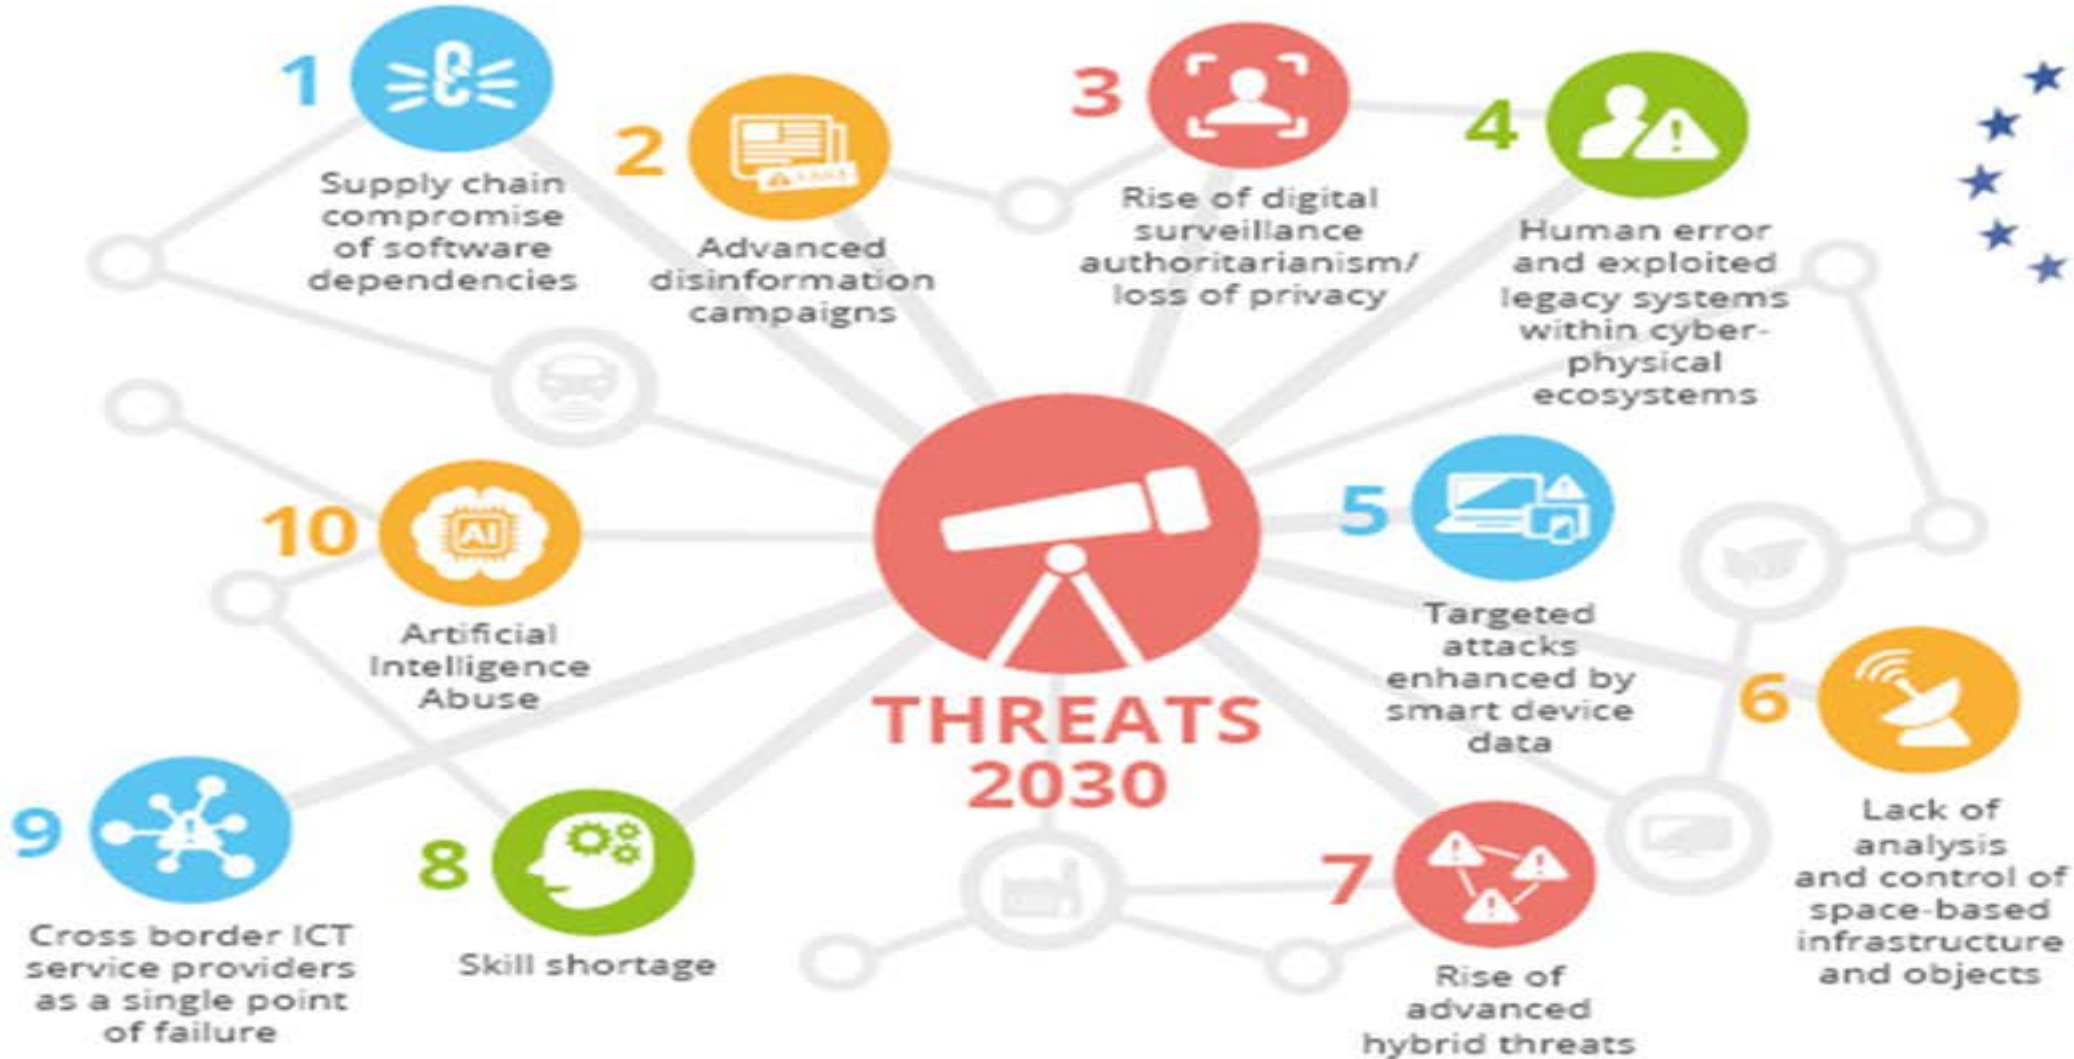 1
Supply chain
compromise
of software
dependencies
2
Advanced
disinformation
campaigns
3
Rise of digital
surveillance
authoritarianism/
loss of privacy
4
Human error
and exploited
legacy systems
within cyber-
physical
ecosystems
5
Targeted
attacks
enhanced by
smart device
data
6
Lack of
analysis
and control of
space-based
infrastructure
and objects
7
Rise of
advanced
hybrid threats
8
Skill shortage
9
Cross border ICT
service providers
as a single point
of failure
10
AI
Artificial
Intelligence
Abuse
THREATS
2030